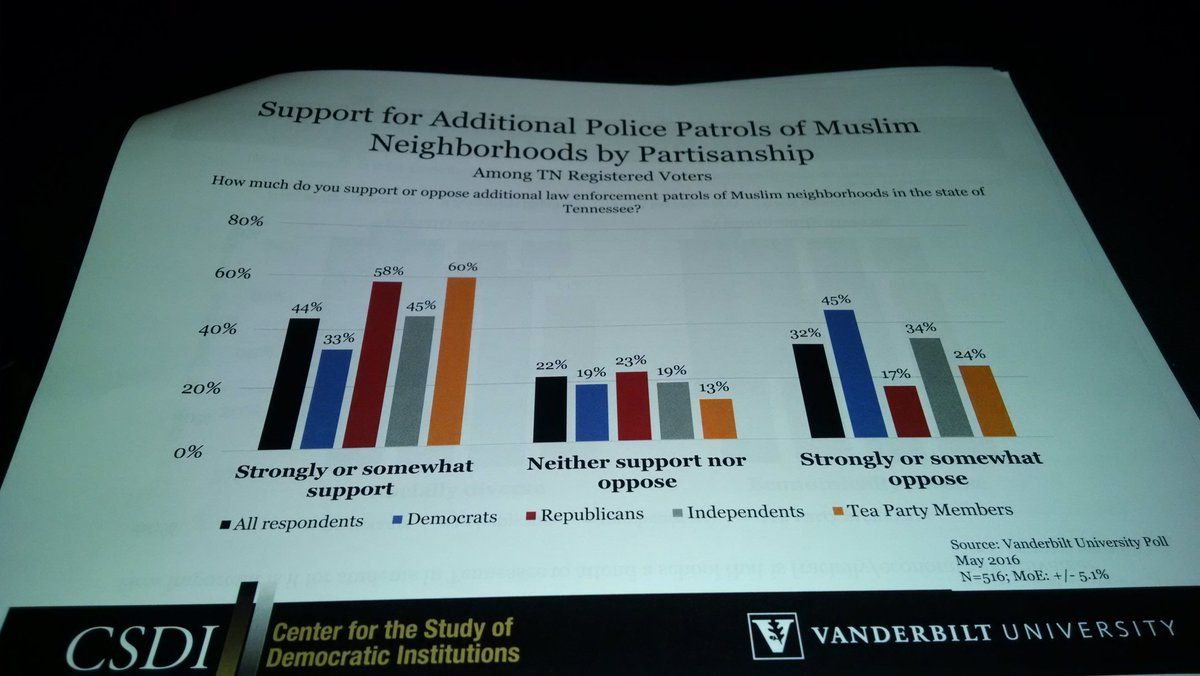 Support for Additional Police Patrols of Muslim
Neighborhoods by Partisanship
Among TN Registered Voters
How much do you support or oppose additional law enforcement patrols of Muslim neighborhoods in the state of
Tennessee?
80%
60%
40%
20%
0%
44%
33%
58%
45%
60%
22%
19%
23%
19%
13%
32%
45%
17%
34%
24%
Strongly or somewhat
support
Neither support nor
oppose
Strongly or somewhat
oppose
All respondents
Democrats
Republicans
Independents
Tea Party Members
Source: Vanderbilt University Poll
May 2016
N=516; MoE: +/- 5.1%
CSDI
Center for the Study of
Democratic Institutions
V
VANDERBILT UNIVERSITY